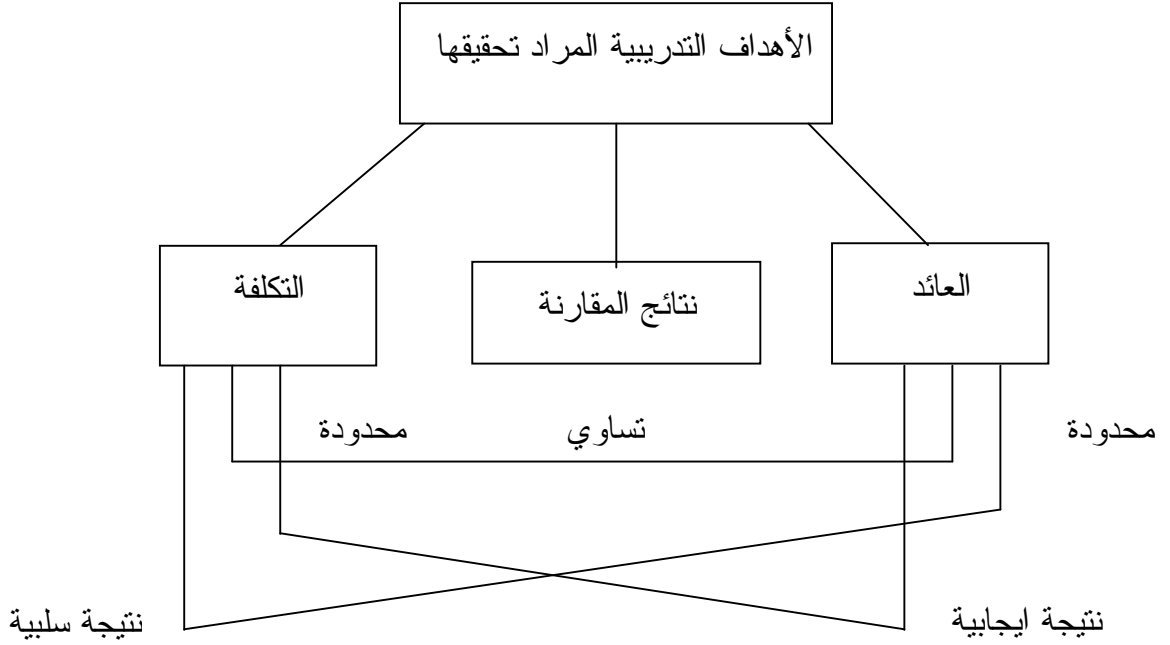 الأهداف التدريبية المراد تحقيقها
العائد
نتائج المقارنة
التكلفة
محدودة
تساوي
محدودة
نتيجة ايجابية
نتيجة سلبية